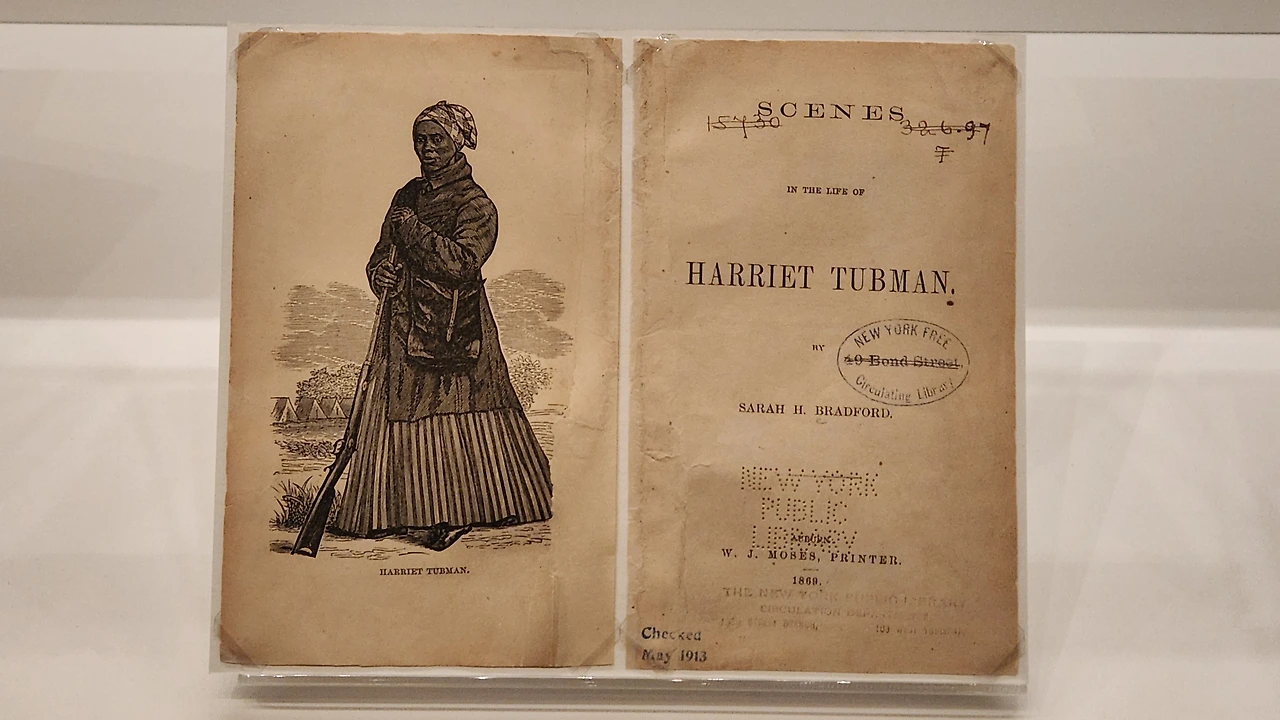 HARRIET TUBMAN.
SCENES
15730
326.97
F
IN THE LIFE OF
HARRIET TUBMAN.
BY
NEW YORK FREE
49 Bond Street,
Circulating Library
SARAH H. BRADFORD.
NEW YORK
PUBLIC
LIBRARY
AUBURN:
W. J. MOSES, PRINTER.
1869.
THE NEW YORK PUBLIC LIBRARY
CIRCULATION DEPARTMENT
Checked
May 1913